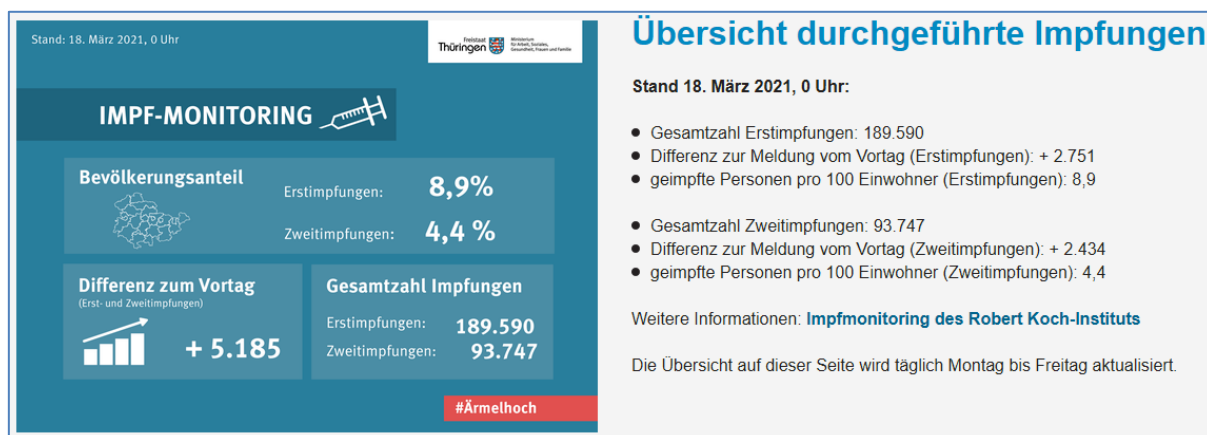 Stand: 18. März 2021, 0 Uhr
Freistaat
Thüringen
Ministerium
für Arbeit, Soziales,
Gesundheit, Frauen und Familie
IMPF-MONITORING
Bevölkerungsanteil
Erstimpfungen: 8,9%
Zweitimpfungen: 4,4 %
Differenz zum Vortag
(Erst- und Zweitimpfungen)
+ 5.185
Gesamtzahl Impfungen
Erstimpfungen: 189.590
Zweitimpfungen: 93.747
#Ärmelhoch
Übersicht durchgeführte Impfungen
Stand 18. März 2021, 0 Uhr:
● Gesamtzahl Erstimpfungen: 189.590
● Differenz zur Meldung vom Vortag (Erstimpfungen): + 2.751
● geimpfte Personen pro 100 Einwohner (Erstimpfungen): 8,9
● Gesamtzahl Zweitimpfungen: 93.747
● Differenz zur Meldung vom Vortag (Zweitimpfungen): + 2.434
● geimpfte Personen pro 100 Einwohner (Zweitimpfungen): 4,4
Weitere Informationen: Impfmonitoring des Robert Koch-Instituts
Die Übersicht auf dieser Seite wird täglich Montag bis Freitag aktualisiert.